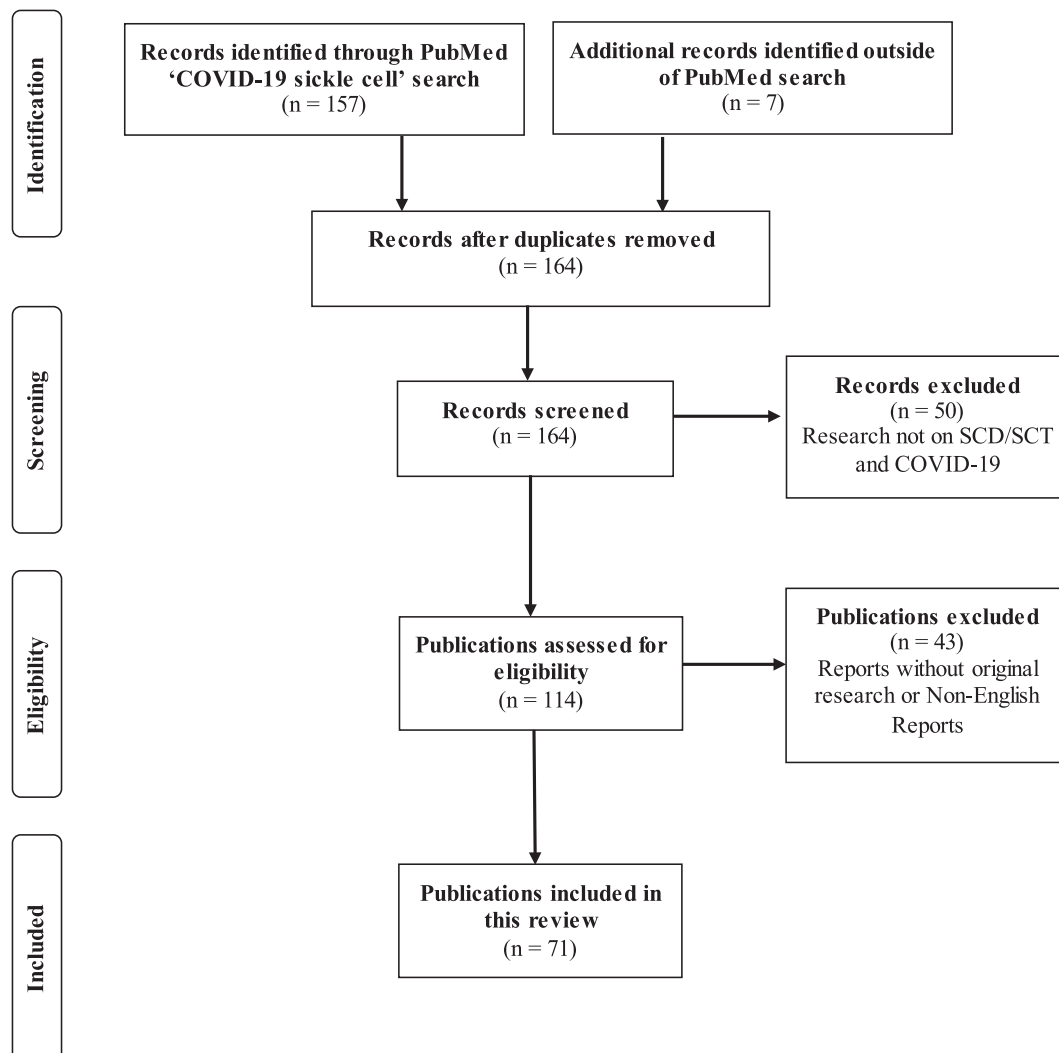 Identification
Records identified through PubMed
‘COVID-19 sickle cell’ search
(n = 157)
Additional records identified outside
of PubMed search
(n = 7)
Records after duplicates removed
(n = 164)
Screening
Records screened
(n = 164)
Records excluded
(n = 50)
Research not on SCD/SCT
and COVID-19
Eligibility
Publications assessed for
eligibility
(n = 114)
Publications excluded
(n = 43)
Reports without original
research or Non-English
Reports
Included
Publications included in
this review
(n = 71)